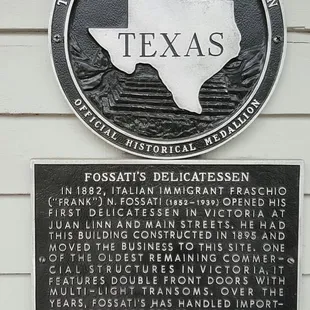 T
S
TEXAS
OFFICIAL HISTORICAL MEDALLION
FOSSATI'S DELICATESSEN
IN 1882, ITALIAN IMMIGRANT FRASCHIO
("FRANK") N. FOSSATI (1852–1939) OPENED HIS
FIRST DELICATESSEN IN VICTORIA AT
JUAN LINN AND MAIN STREETS. HE HAD
THIS BUILDING CONSTRUCTED IN 1895 AND
MOVED THE BUSINESS TO THIS SITE. ONE
OF THE OLDEST REMAINING COMMER-
CIAL STRUCTURES IN VICTORIA, IT
FEATURES DOUBLE FRONT DOORS WITH
MULTI-LIGHT TRANSOMS. OVER THE
YEARS, FOSSATI'S HAS HANDLED IMPORT-